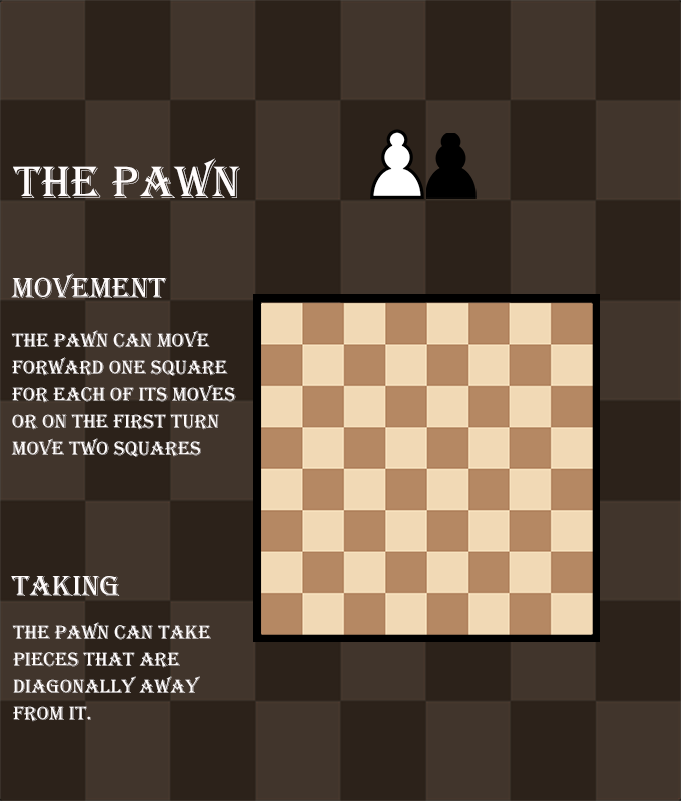 THE PAWN
MOVEMENT
THE PAWN CAN MOVE
FORWARD ONE SQUARE
FOR EACH OF ITS MOVES
OR ON THE FIRST TURN
MOVE TWO SQUARES
TAKING
THE PAWN CAN TAKE
PIECES THAT ARE
DIAGONALLY AWAY
FROM IT.